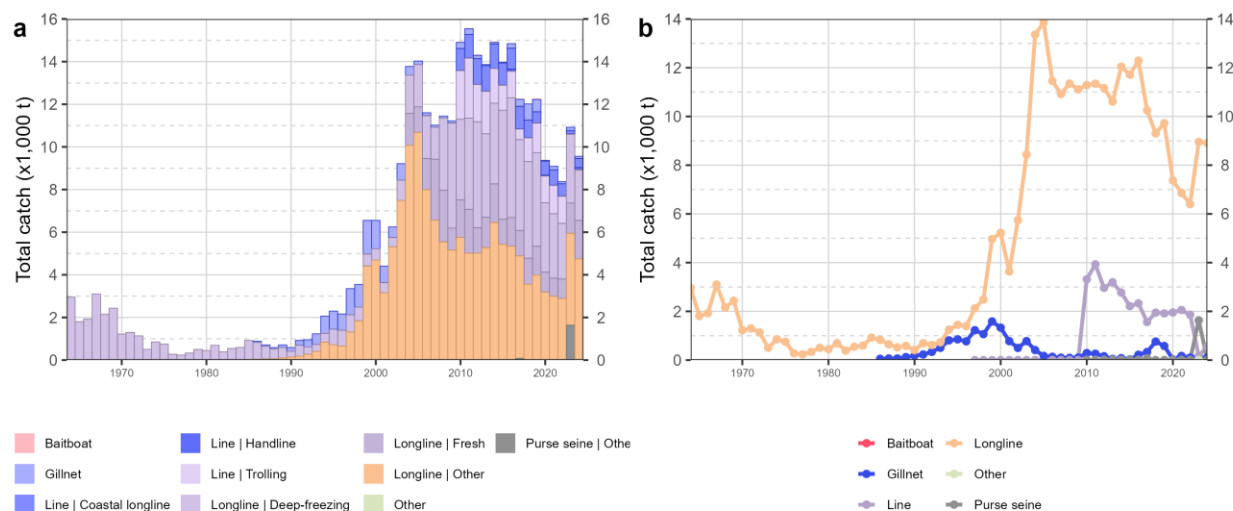 a
Total catch (x1,000 t)
16
14
12
10
8
6
4
2
0
16
14
12
10
8
6
4
2
0
1970 1980 1990 2000 2010 2020
Baitboat
Gillnet
Line | Coastal longline
Line | Handline
Line | Trolling
Longline | Deep-freezing
Longline | Fresh
Longline | Other
Other
Purse seine | Othe
b
Total catch (x1,000 t)
14
12
10
8
6
4
2
0
14
12
10
8
6
4
2
0
1970 1980 1990 2000 2010 2020
Baitboat
Gillnet
Line
Longline
Other
Purse seine